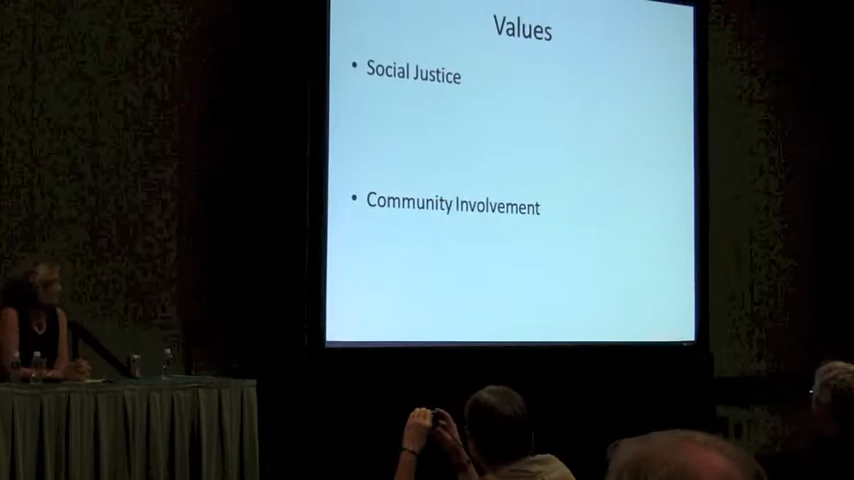 Values
• Social Justice
• Community Involvement